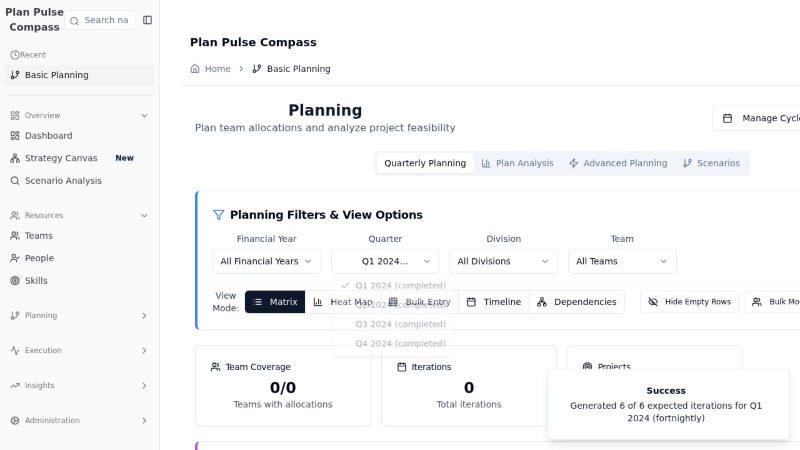 Plan Pulse
Compass
Search na
Recent
Basic Planning
Overview
Dashboard
Strategy Canvas New
Scenario Analysis
Resources
Teams
People
Skills
Planning
Execution
Insights
Administration
Plan Pulse Compass
Home
Basic Planning
Planning
Plan team allocations and analyze project feasibility
Manage Cycle
Quarterly Planning
Plan Analysis
Advanced Planning
Scenarios
Planning Filters & View Options
Financial Year
Quarter
Division
Team
All Financial Years
Q1 2024...
All Divisions
All Teams
Q1 2024 (completed)
Q2 2024 (completed)
Q3 2024 (completed)
Q4 2024 (completed)
View
Mode:
Matrix
Heat Map
Bulk Entry
Timeline
Dependencies
Hide Empty Rows
Bulk Mo
Team Coverage
0/0
Teams with allocations
Iterations
0
Total iterations
Projects
Success
Generated 6 of 6 expected iterations for Q1
2024 (fortnightly)